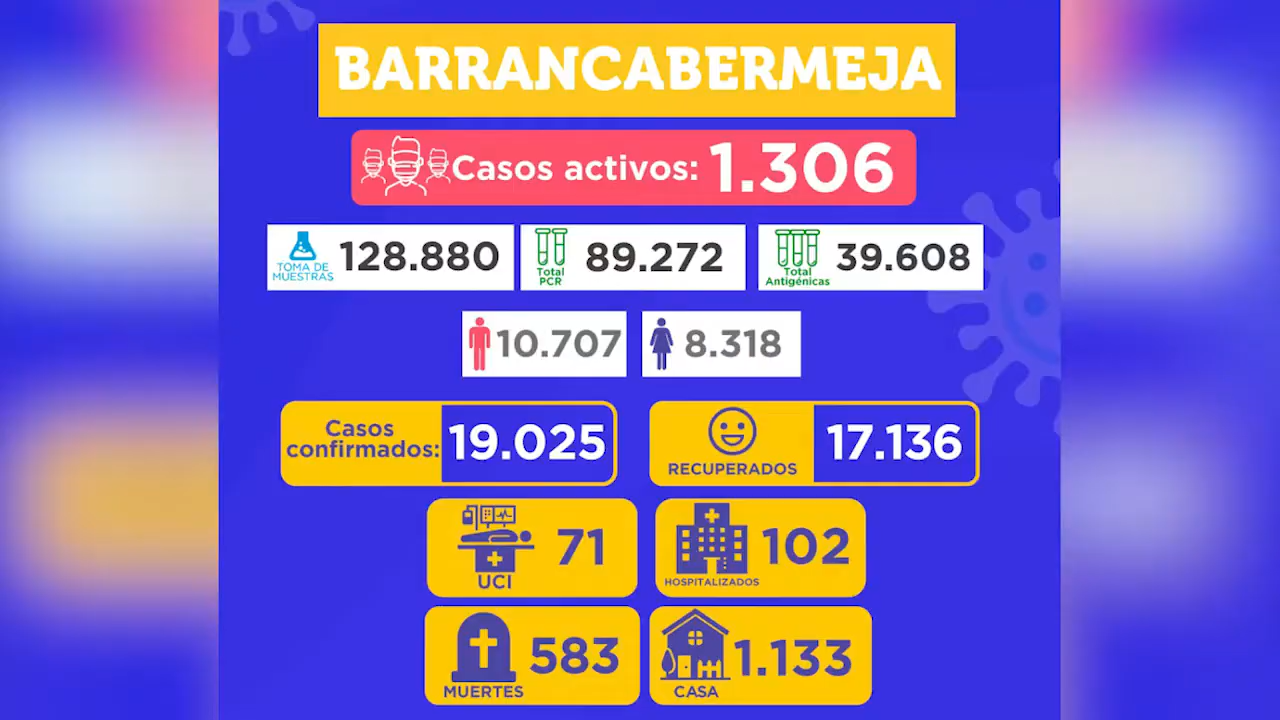 BARRANCABERMEJA
Casos activos: 1.306
TOMA DE
MUESTRAS
128.880
Total
PCR
89.272
Total
Antigénicas
39.608
10.707
8.318
Casos
confirmados:
19.025
RECUPERADOS
17.136
UCI
71
HOSPITALIZADOS
102
MUERTES
583
CASA
1.133